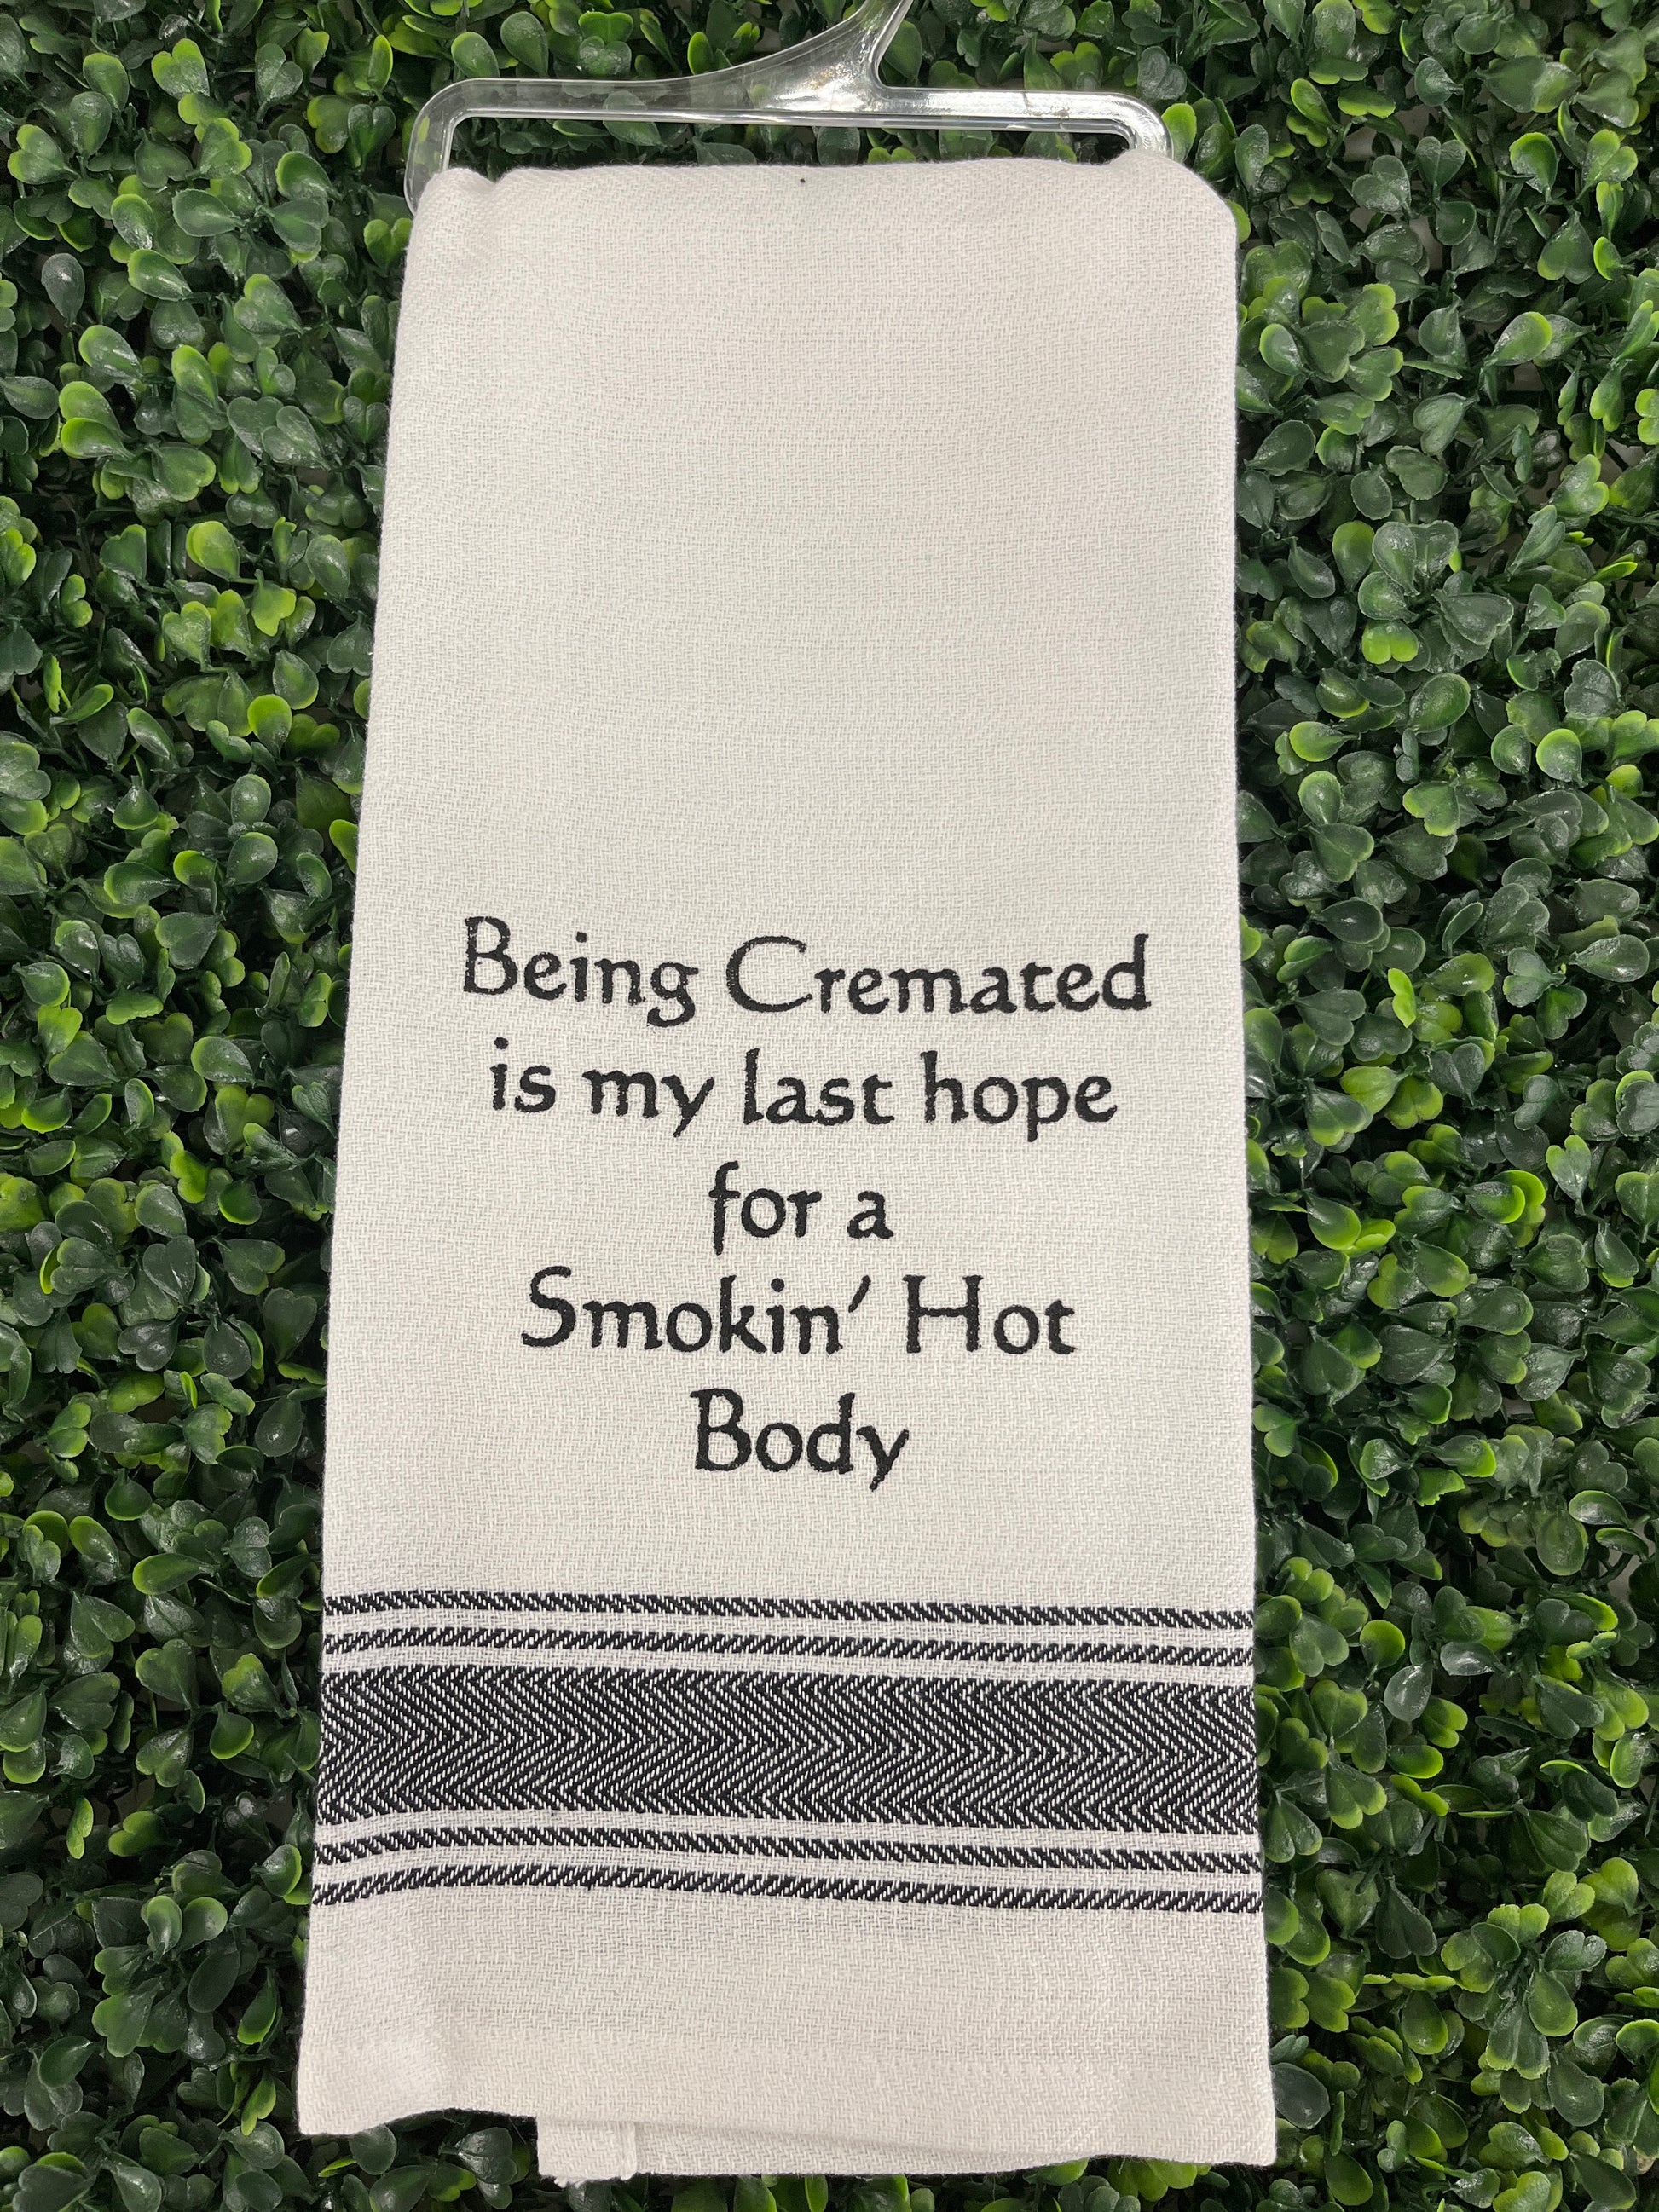 Being Cremated
is my last hope
for a
Smokin' Hot
Body